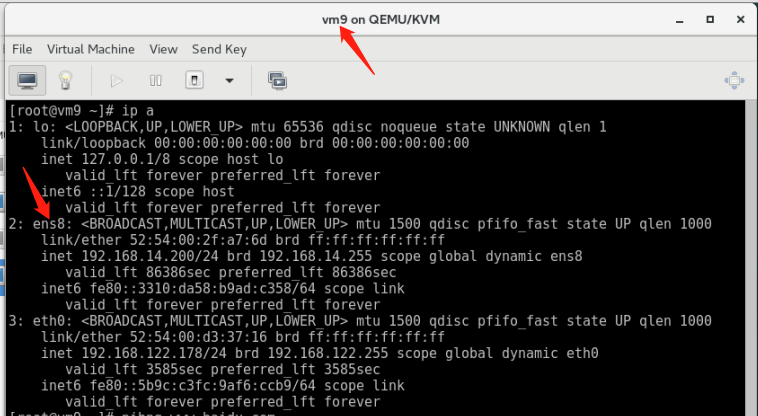 vm9 on QEMU/KVM
File Virtual Machine View Send Key
[root@vm9 ~]# ip a
1: lo: <LOOPBACK,UP,LOWER_UP> mtu 65536 qdisc noqueue state UNKNOWN qlen 1
    link/loopback 00:00:00:00:00:00 brd 00:00:00:00:00:00
    inet 127.0.0.1/8 scope host lo
       valid_lft forever preferred_lft forever
    inet6 ::1/128 scope host
       valid_lft forever preferred_lft forever
2: ens8: <BROADCAST,MULTICAST,UP,LOWER_UP> mtu 1500 qdisc pfifo_fast state UP qlen 1000
    link/ether 52:54:00:2f:a7:6d brd ff:ff:ff:ff:ff:ff
    inet 192.168.14.200/24 brd 192.168.14.255 scope global dynamic ens8
       valid_lft 86386sec preferred_lft 86386sec
    inet6 fe80::3310:da58:b9ad:c358/64 scope link
       valid_lft forever preferred_lft forever
3: eth0: <BROADCAST,MULTICAST,UP,LOWER_UP> mtu 1500 qdisc pfifo_fast state UP qlen 1000
    link/ether 52:54:00:d3:37:16 brd ff:ff:ff:ff:ff:ff
    inet 192.168.122.178/24 brd 192.168.122.255 scope global dynamic eth0
       valid_lft 3585sec preferred_lft 3585sec
    inet6 fe80::5b9c:c3fc:9af6:ccb9/64 scope link
       valid_lft forever preferred_lft forever
[root@vm9 ~]#